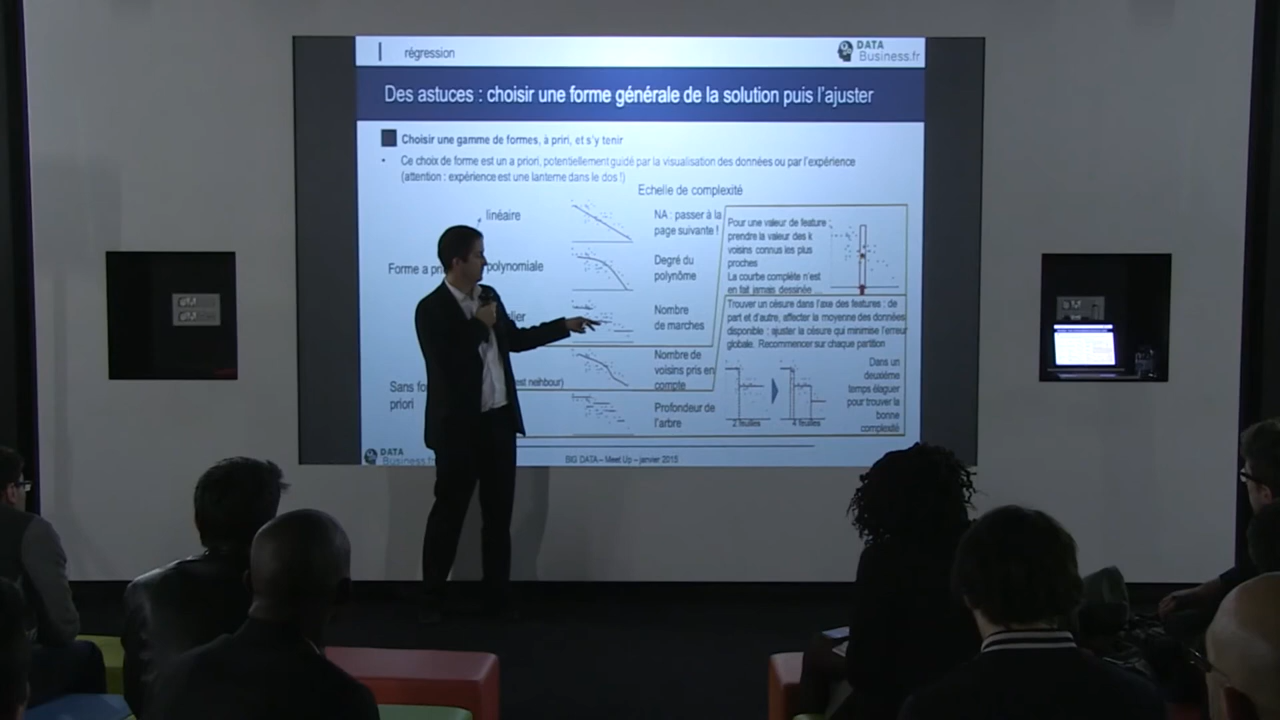 régression
DATA
Business.fr
Des astuces : choisir une forme générale de la solution puis l'ajuster
Choisir une gamme de formes, à priri, et s'y tenir
• Ce choix de forme est un a priori, potentiellement guidé par la visualisation des données ou par l'expérience
(attention : expérience est une lanterne dans le dos !)
Echelle de complexité
linéaire
NA : passer à la
page suivante !
Forme a pr
polynomiale
Degré du
polynôme
lier
Nombre
de marches
Sans fo
priori
est neihbour)
Nombre de
voisins pris en
compte
Profondeur de
l'arbre
Pour une valeur de feature :
prendre la valeur des k
voisins connus les plus
proches
La courbe complète n'est
en fait jamais dessinée ...
Trouver un césure dans l'axe des features : de
part et d'autre, affecter la moyenne des données
disponible : ajuster la césure qui minimise l'erreur
globale. Recommencer sur chaque partition
2 feuilles
4 feuilles
Dans un
deuxième
temps élaguer
pour trouver la
bonne
complexité
DATA
Business.fr
BIG DATA – Meet Up – janvier 2015